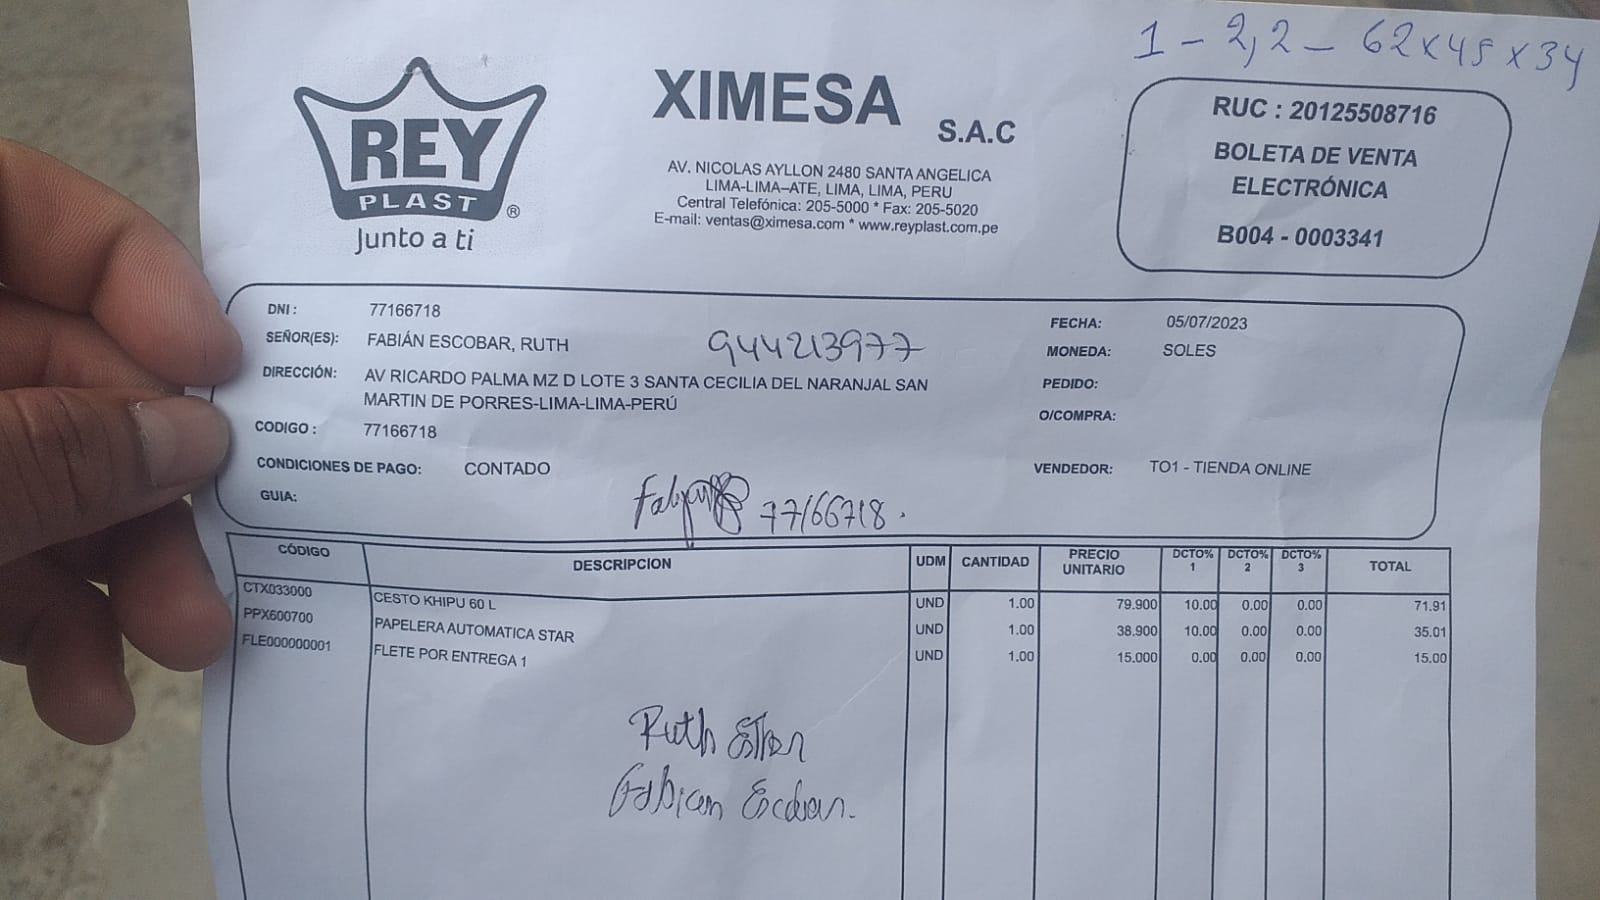 1 - 2,2 - 62x45x34
REY
PLAST ®
Junto a ti
XIMESA S.A.C
AV. NICOLAS AYLLON 2480 SANTA ANGELICA
LIMA-LIMA–ATE, LIMA, LIMA, PERU
Central Telefónica: 205-5000 * Fax: 205-5020
E-mail: ventas@ximesa.com * www.reyplast.com.pe
RUC : 20125508716
BOLETA DE VENTA
ELECTRÓNICA
B004 - 0003341
DNI : 77166718
SEÑOR(ES): FABIÁN ESCOBAR, RUTH
944213977
DIRECCIÓN: AV RICARDO PALMA MZ D LOTE 3 SANTA CECILIA DEL NARANJAL SAN
MARTIN DE PORRES-LIMA-LIMA-PERÚ
CODIGO : 77166718
CONDICIONES DE PAGO: CONTADO
GUIA:
77166718.
FECHA: 05/07/2023
MONEDA: SOLES
PEDIDO:
O/COMPRA:
VENDEDOR: TO1 - TIENDA ONLINE
CÓDIGO DESCRIPCION UDM CANTIDAD PRECIO UNITARIO DCTO% 1 DCTO% 2 DCTO% 3 TOTAL
CTX033000 CESTO KHIPU 60 L UND 1.00 79.900 10.00 0.00 0.00 71.91
PPX600700 PAPELERA AUTOMATICA STAR UND 1.00 38.900 10.00 0.00 0.00 35.01
FLE000000001 FLETE POR ENTREGA 1 UND 1.00 15.000 0.00 0.00 0.00 15.00
Ruth Esther
Fabian Escobar.